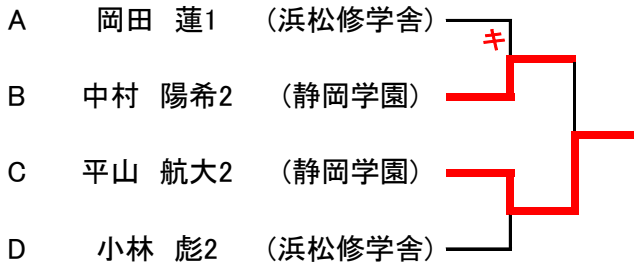 A 岡田 蓮1 (浜松修学舎)
キ
B 中村 陽希2 (静岡学園)
C 平山 航大2 (静岡学園)
D 小林 彪2 (浜松修学舎)